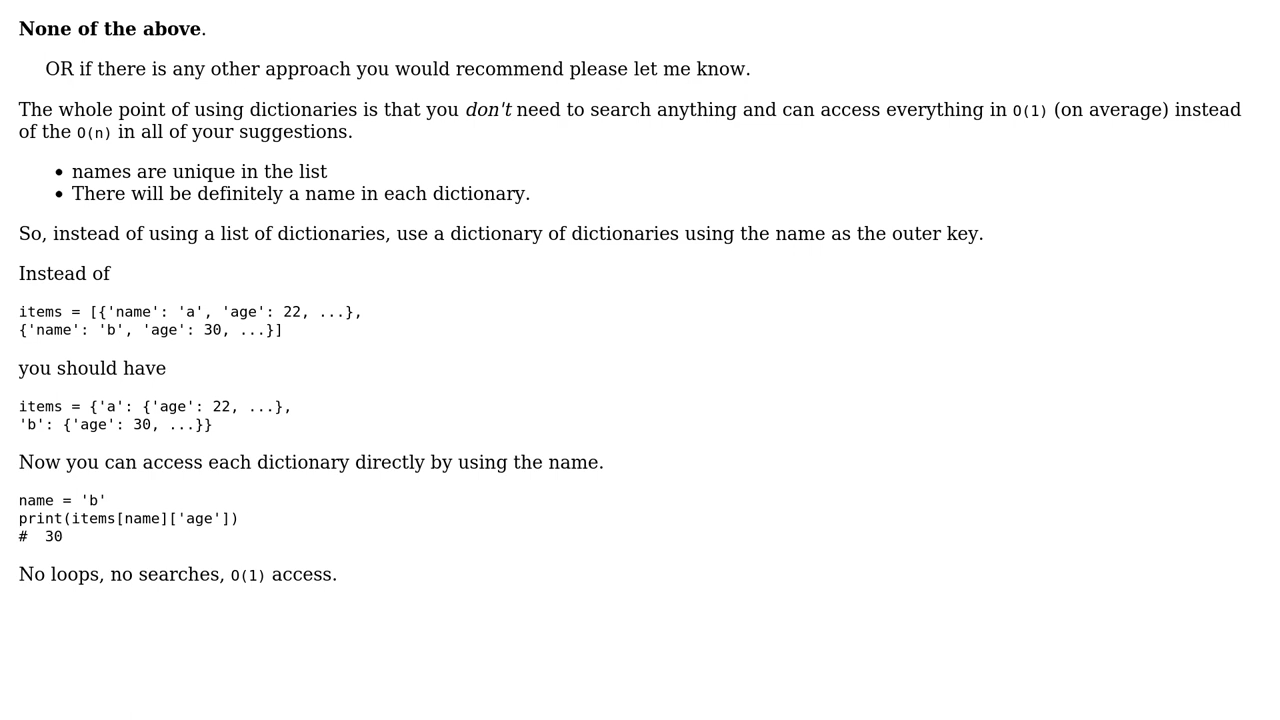 None of the above.
OR if there is any other approach you would recommend please let me know.
The whole point of using dictionaries is that you don't need to search anything and can access everything in O(1) (on average) instead
of the O(n) in all of your suggestions.
• names are unique in the list
• There will be definitely a name in each dictionary.
So, instead of using a list of dictionaries, use a dictionary of dictionaries using the name as the outer key.
Instead of
items = [{'name': 'a', 'age': 22, ...},
{'name': 'b', 'age': 30, ...}]
you should have
items = {'a': {'age': 22, ...},
'b': {'age': 30, ...}}
Now you can access each dictionary directly by using the name.
name = 'b'
print(items[name]['age'])
#  30
No loops, no searches, O(1) access.